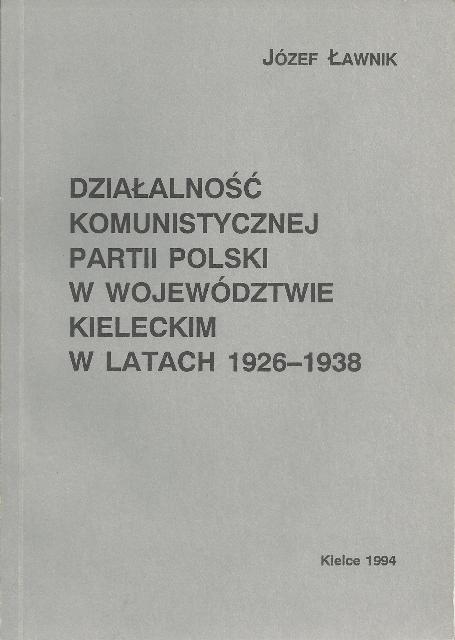 JÓZEF ŁAWNIK
DZIAŁALNOŚĆ
KOMUNISTYCZNEJ
PARTII POLSKI
W WOJEWÓDZTWIE
KIELECKIM
W LATACH 1926–1938
Kielce 1994